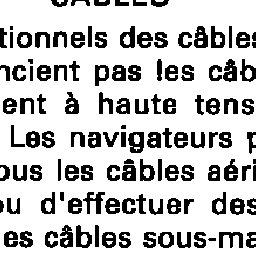 CABLES
tionnels des câbles
ncient pas les câb
ent à haute tens
Les navigateurs p
ous les câbles aéri
ou d'effectuer des
es câbles sous-ma